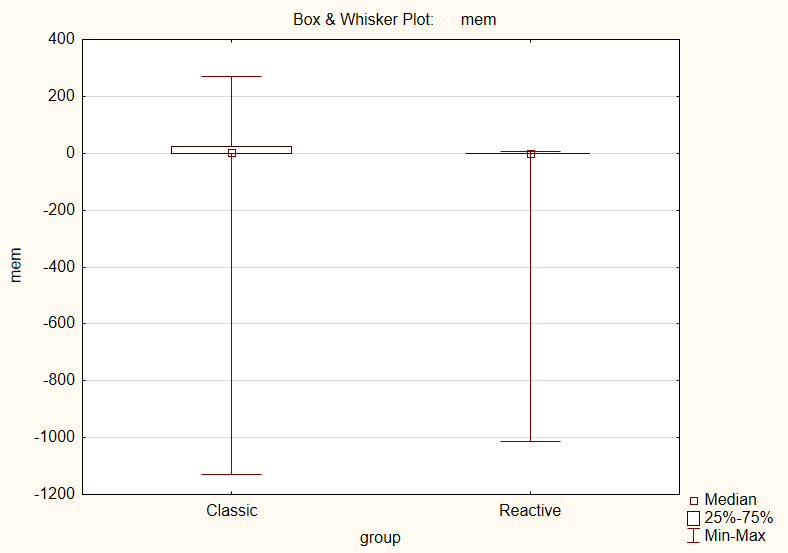 Box & Whisker Plot: mem
400
200
0
-200
-400
-600
-800
-1000
-1200
mem
Classic
Reactive
group
Median
25%-75%
Min-Max